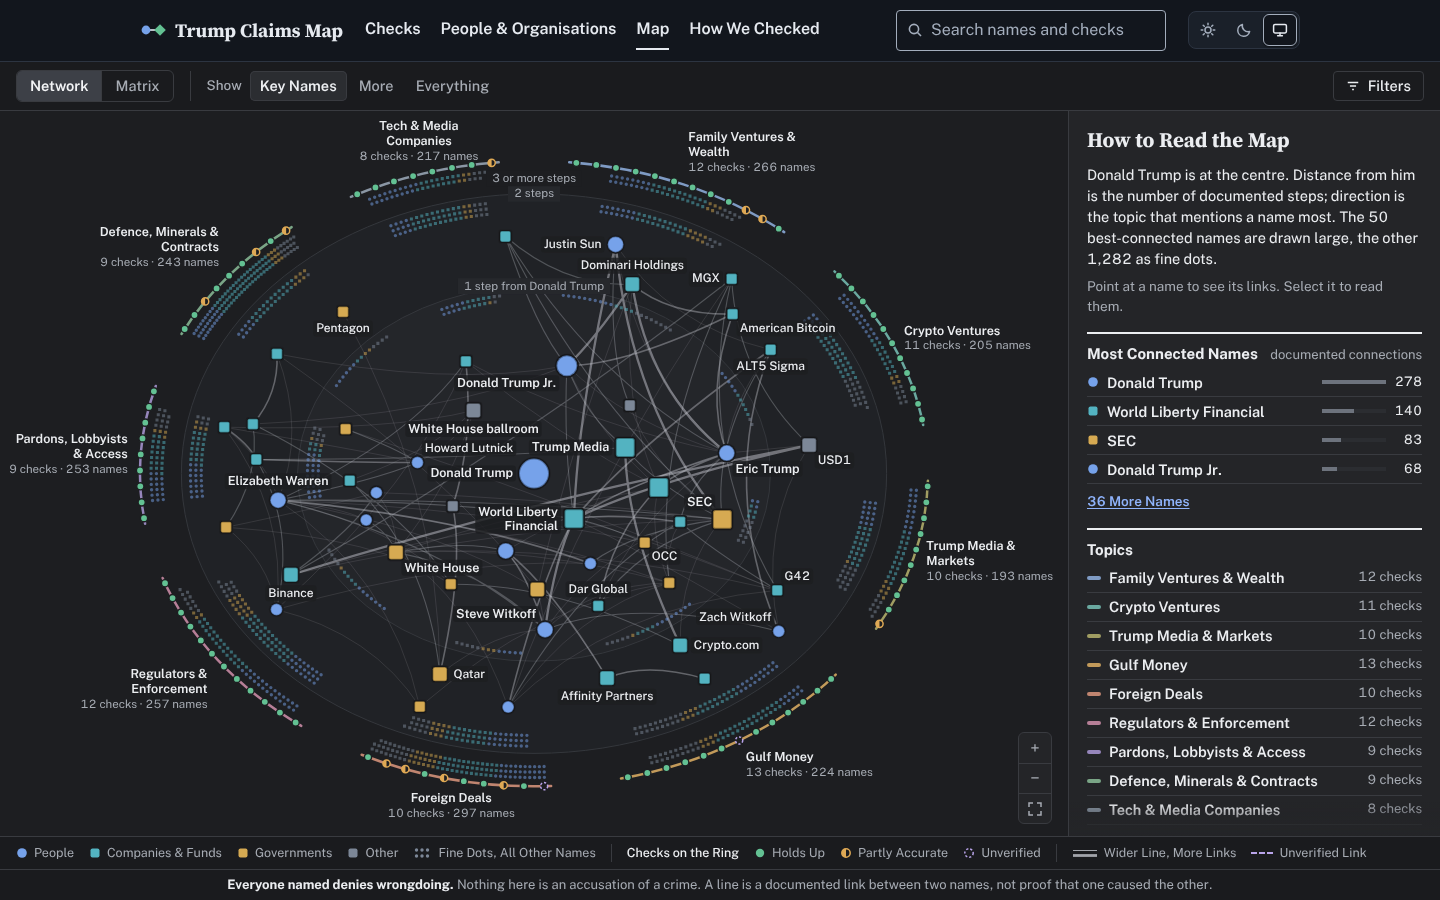 Trump Claims Map
Checks
People & Organisations
Map
How We Checked
Search names and checks
Network
Matrix
Show
Key Names
More
Everything
Filters
Tech & Media
Companies
8 checks · 217 names
Family Ventures &
Wealth
12 checks · 266 names
3 or more steps
2 steps
Defence, Minerals &
Contracts
9 checks · 243 names
Justin Sun
Dominari Holdings
MGX
1 step from Donald Trump
Pentagon
American Bitcoin
Crypto Ventures
11 checks · 205 names
ALT5 Sigma
Donald Trump Jr.
White House ballroom
Pardons, Lobbyists
& Access
9 checks · 253 names
Howard Lutnick
Trump Media
USD1
Eric Trump
Donald Trump
Elizabeth Warren
SEC
World Liberty
Financial
OCC
Trump Media &
Markets
10 checks · 193 names
White House
G42
Binance
Dar Global
Steve Witkoff
Zach Witkoff
Crypto.com
Qatar
Regulators &
Enforcement
12 checks · 257 names
Affinity Partners
Gulf Money
13 checks · 224 names
Foreign Deals
10 checks · 297 names
How to Read the Map
Donald Trump is at the centre. Distance from him
is the number of documented steps; direction is
the topic that mentions a name most. The 50
best-connected names are drawn large, the other
1,282 as fine dots.
Point at a name to see its links. Select it to read
them.
Most Connected Names documented connections
Donald Trump 278
World Liberty Financial 140
SEC 83
Donald Trump Jr. 68
36 More Names
Topics
Family Ventures & Wealth 12 checks
Crypto Ventures 11 checks
Trump Media & Markets 10 checks
Gulf Money 13 checks
Foreign Deals 10 checks
Regulators & Enforcement 12 checks
Pardons, Lobbyists & Access 9 checks
Defence, Minerals & Contracts 9 checks
Tech & Media Companies 8 checks
People
Companies & Funds
Governments
Other
Fine Dots, All Other Names
Checks on the Ring
Holds Up
Partly Accurate
Unverified
Wider Line, More Links
Unverified Link
Everyone named denies wrongdoing. Nothing here is an accusation of a crime. A line is a documented link between two names, not proof that one caused the other.